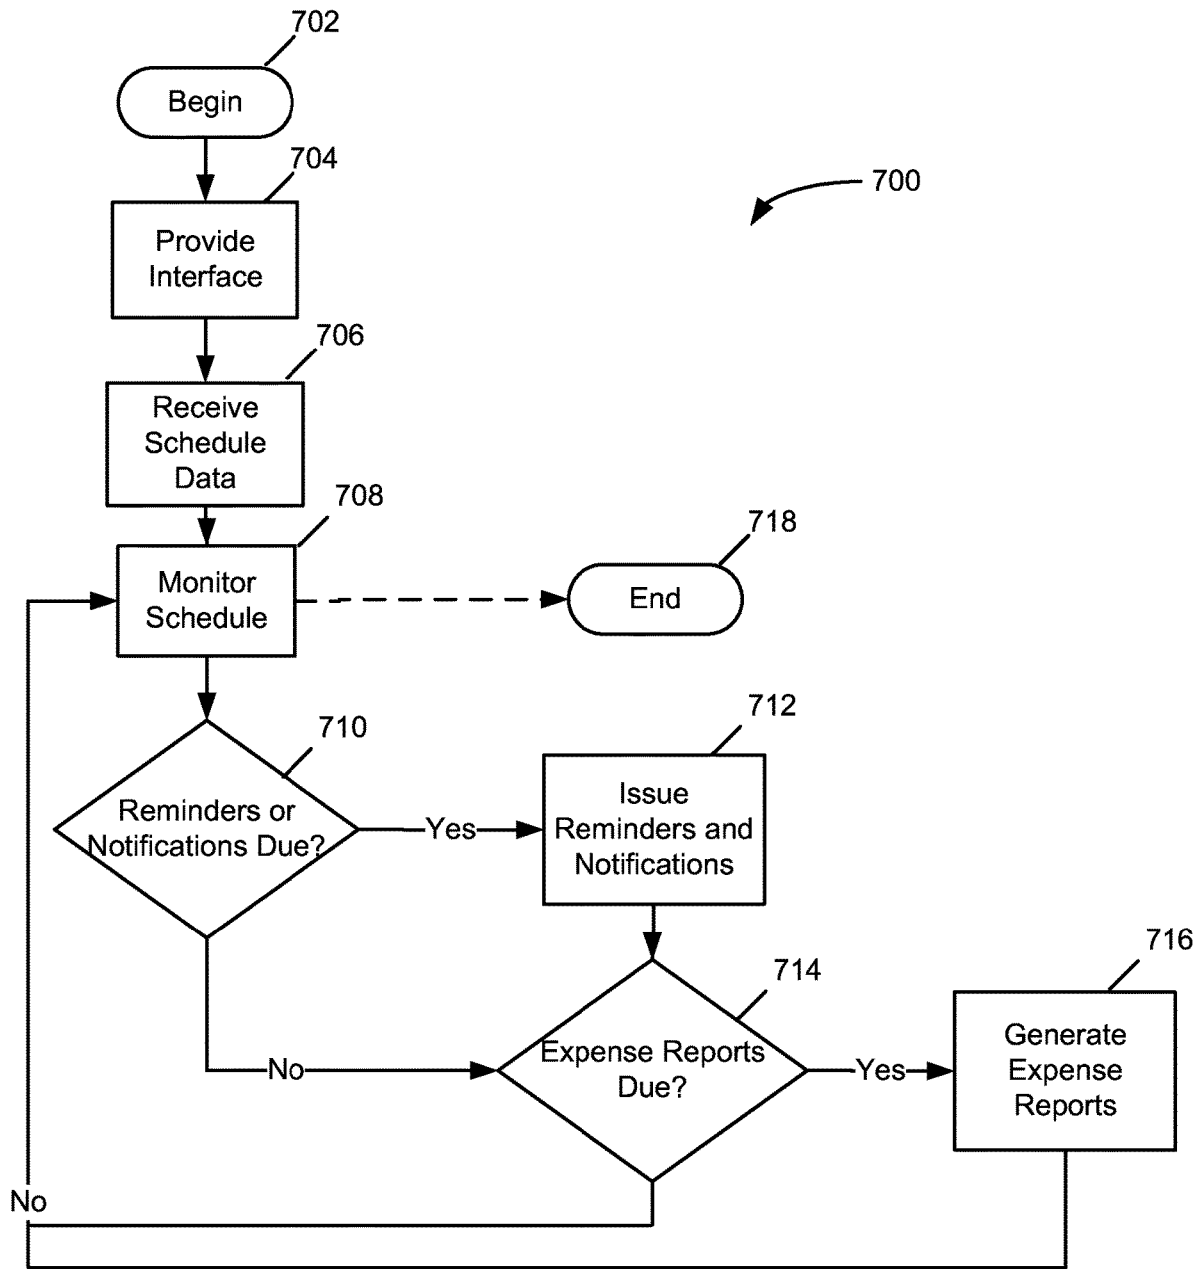 702
Begin
704
700
Provide
Interface
706
Receive
Schedule
Data
708
718
Monitor
Schedule
End
710
712
Reminders or
Notifications Due?
Yes
Issue
Reminders and
Notifications
714
716
No
Expense Reports
Due?
Yes
Generate
Expense
Reports
No